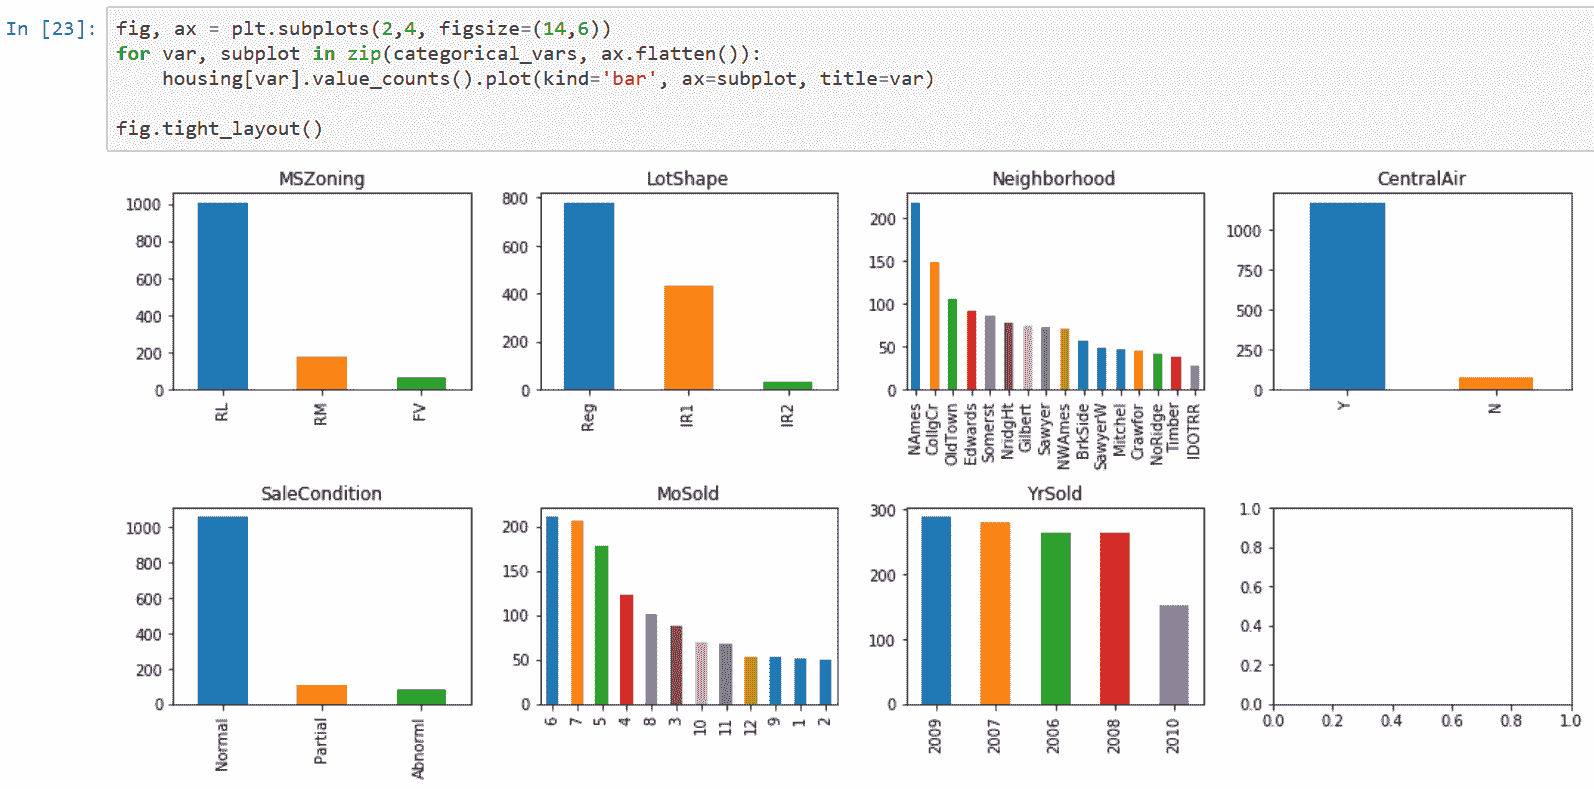 In [23]:
fig, ax = plt.subplots(2,4, figsize=(14,6))
for var, subplot in zip(categorical_vars, ax.flatten()):
    housing[var].value_counts().plot(kind='bar', ax=subplot, title=var)
fig.tight_layout()
MSZoning
1000
800
600
400
200
0
RL RM FV
LotShape
800
600
400
200
0
Reg IR1 IR2
Neighborhood
200
150
100
50
0
NAmes CollgCr OldTown Edwards Somerst NridgHt Gilbert Sawyer NWAmes BrkSide SawyerW Mitchel Crawfor NoRidge Timber IDOTRR
CentralAir
1000
750
500
250
0
Y N
SaleCondition
1000
800
600
400
200
0
Normal Partial Abnorml
MoSold
200
150
100
50
0
6 7 5 4 8 3 10 11 12 9 1 2
YrSold
300
200
100
0
2009 2007 2006 2008 2010
1.0
0.8
0.6
0.4
0.2
0.0
0.0 0.2 0.4 0.6 0.8 1.0